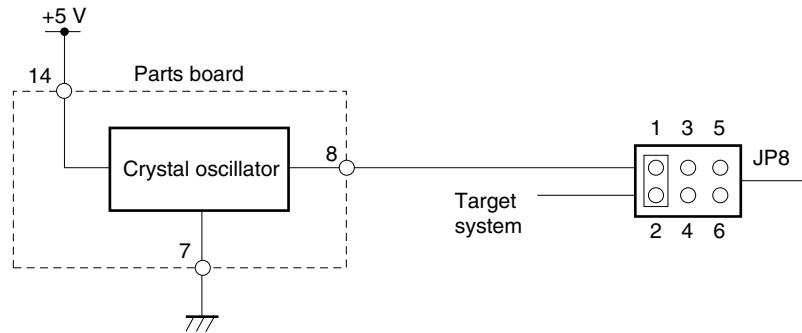 +5 V
14
Parts board
Crystal oscillator
8
7
Target
system
1 3 5
JP8
2 4 6